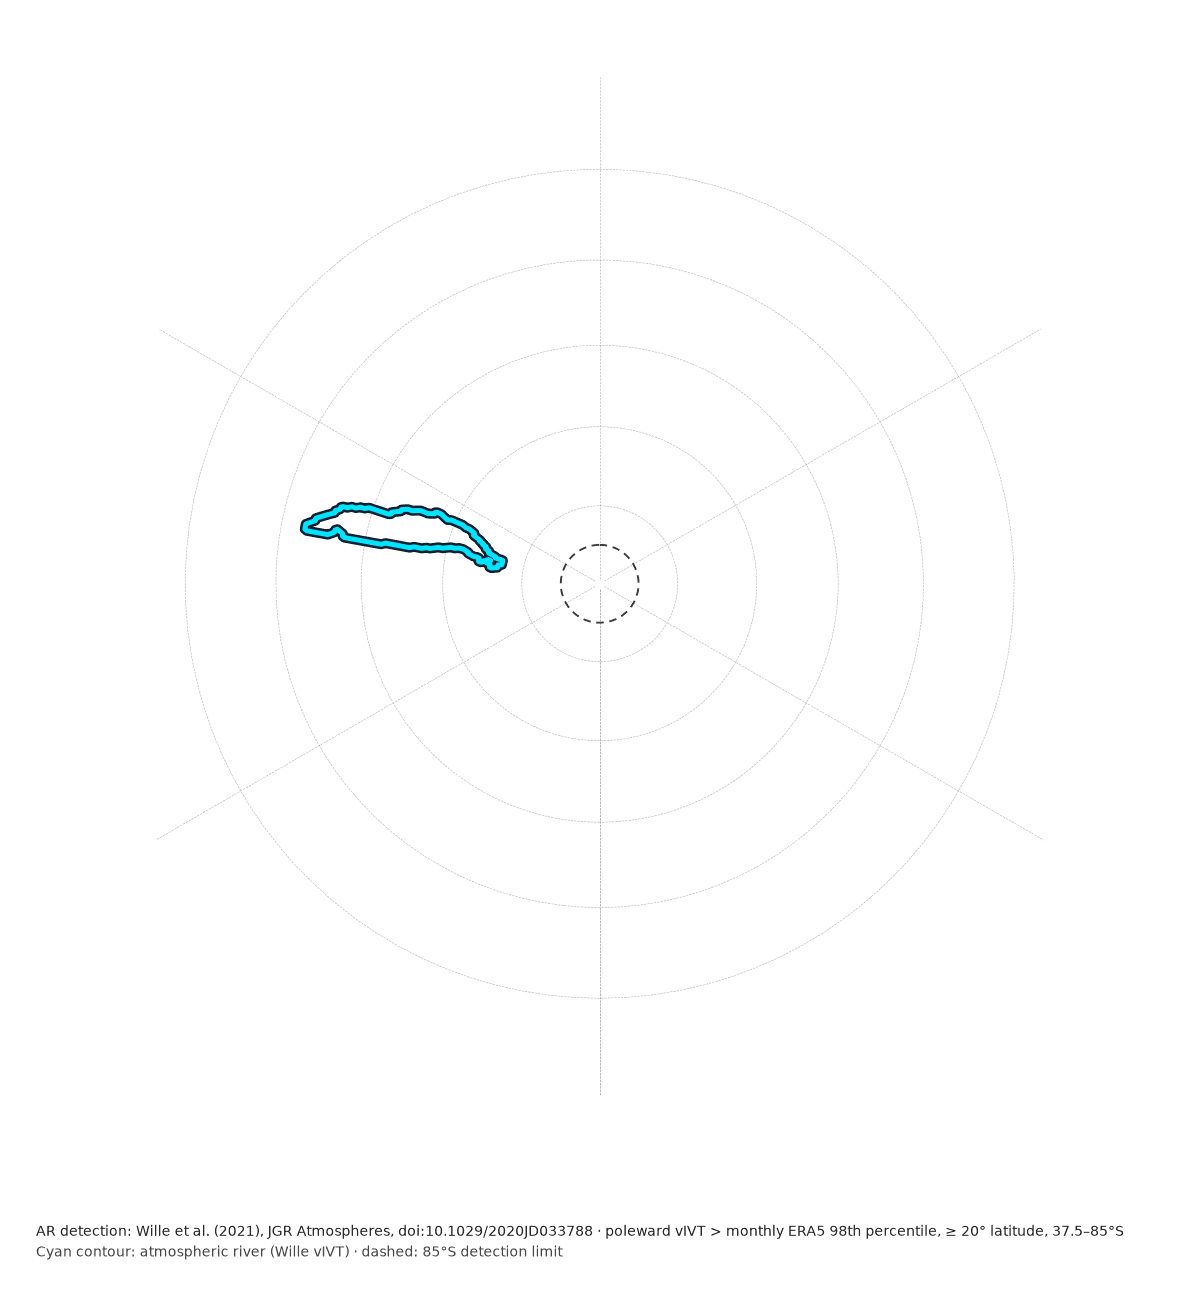 AR detection: Wille et al. (2021), JGR Atmospheres, doi:10.1029/2020JD033788 · poleward vIVT > monthly ERA5 98th percentile, ≥ 20° latitude, 37.5–85°S
Cyan contour: atmospheric river (Wille vIVT) · dashed: 85°S detection limit